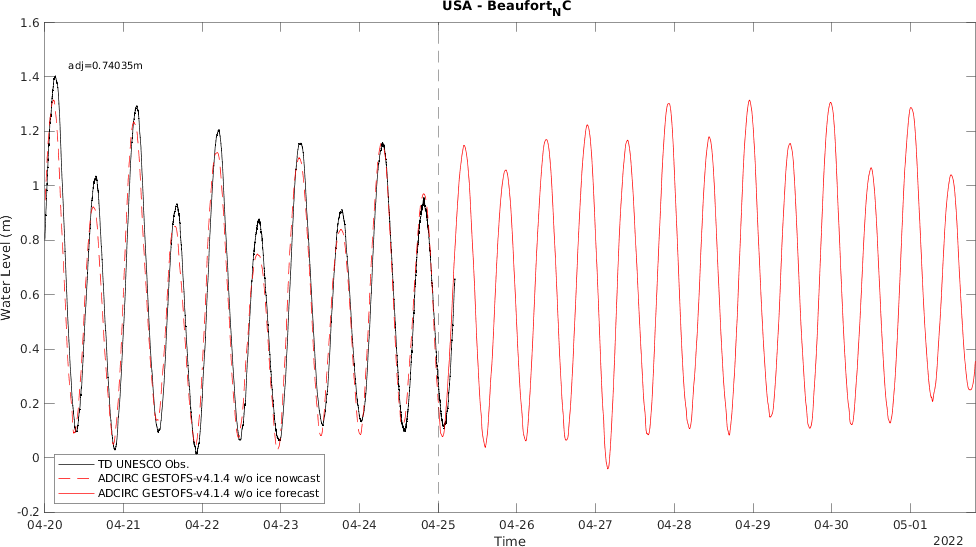 USA - Beaufort_NC
adj=0.74035m
1.6
1.4
1.2
1
0.8
0.6
0.4
0.2
0
-0.2
Water Level (m)
TD UNESCO Obs.
ADCIRC GESTOFS-v4.1.4 w/o ice nowcast
ADCIRC GESTOFS-v4.1.4 w/o ice forecast
04-20 04-21 04-22 04-23 04-24 04-25 04-26 04-27 04-28 04-29 04-30 05-01
Time
2022